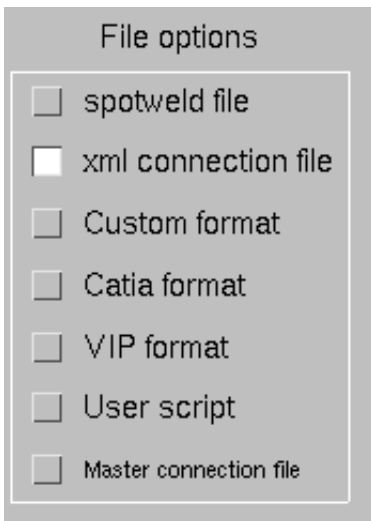 File options
spotweld file
xml connection file
Custom format
Catia format
VIP format
User script
Master connection file